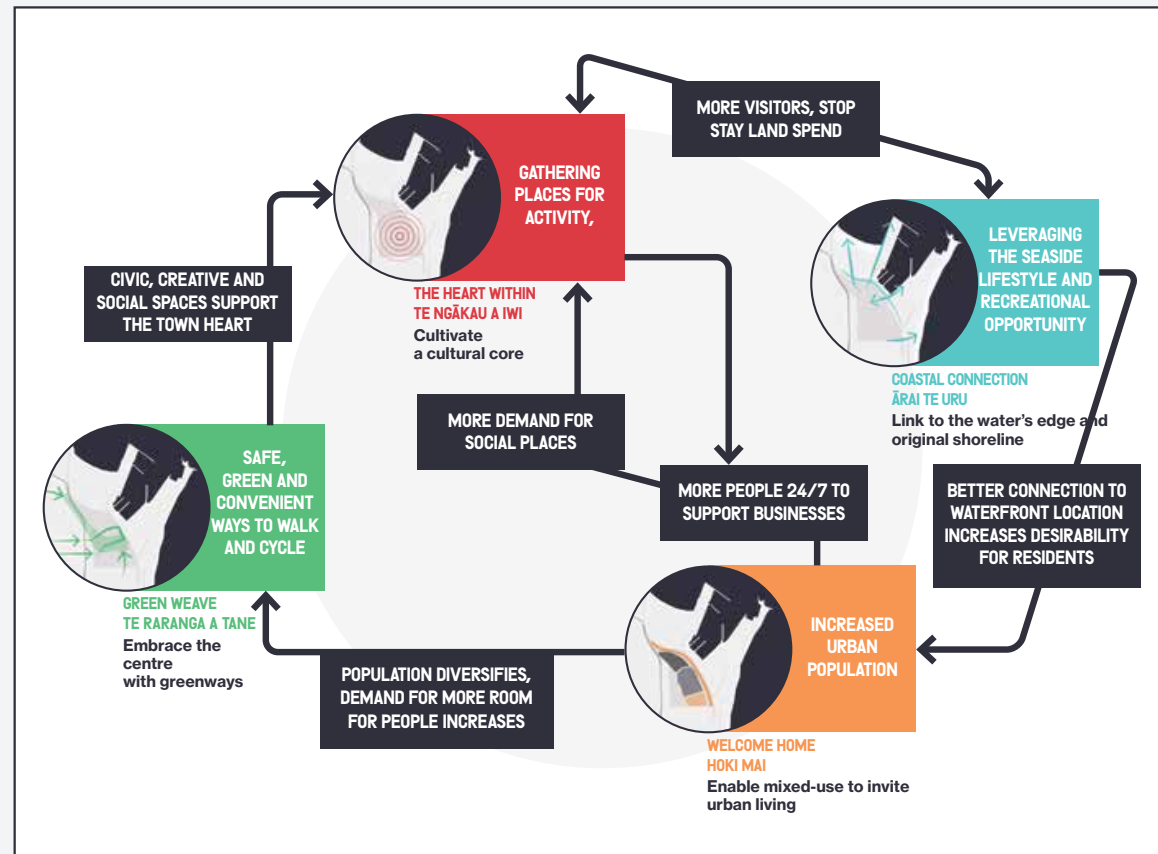 MORE VISITORS, STOP
STAY LAND SPEND
GATHERING
PLACES FOR
ACTIVITY,
THE HEART WITHIN
TE NGĀKAU A IWI
Cultivate
a cultural core
LEVERAGING
THE SEASIDE
LIFESTYLE AND
RECREATIONAL
OPPORTUNITY
COASTAL CONNECTION
ĀRAI TE URU
Link to the water's edge and
original shoreline
CIVIC, CREATIVE AND
SOCIAL SPACES SUPPORT
THE TOWN HEART
MORE DEMAND FOR
SOCIAL PLACES
SAFE,
GREEN AND
CONVENIENT
WAYS TO WALK
AND CYCLE
GREEN WEAVE
TE RARANGA A TANE
Embrace the
centre
with greenways
MORE PEOPLE 24/7 TO
SUPPORT BUSINESSES
BETTER CONNECTION TO
WATERFRONT LOCATION
INCREASES DESIRABILITY
FOR RESIDENTS
INCREASED
URBAN
POPULATION
WELCOME HOME
HOKI MAI
Enable mixed-use to invite
urban living
POPULATION DIVERSIFIES,
DEMAND FOR MORE ROOM
FOR PEOPLE INCREASES